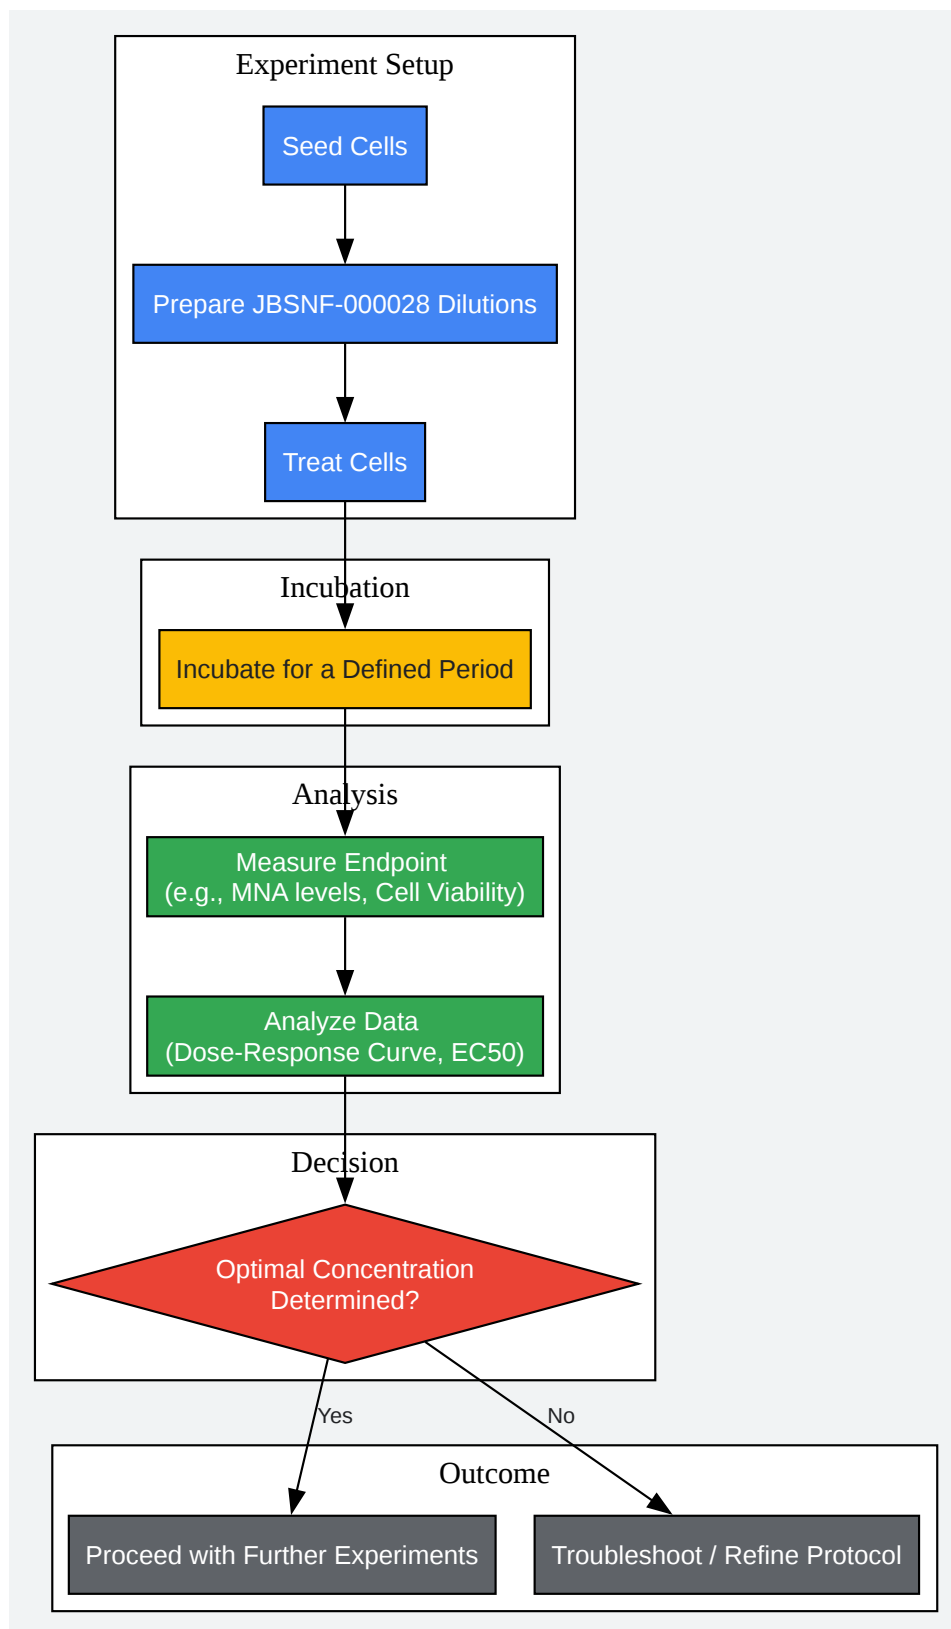 Experiment Setup
Seed Cells
Prepare JBSNF-000028 Dilutions
Treat Cells
Incubation
Incubate for a Defined Period
Analysis
Measure Endpoint
(e.g., MNA levels, Cell Viability)
Analyze Data
(Dose-Response Curve, EC50)
Decision
Optimal Concentration
Determined?
Yes
No
Outcome
Proceed with Further Experiments
Troubleshoot / Refine Protocol